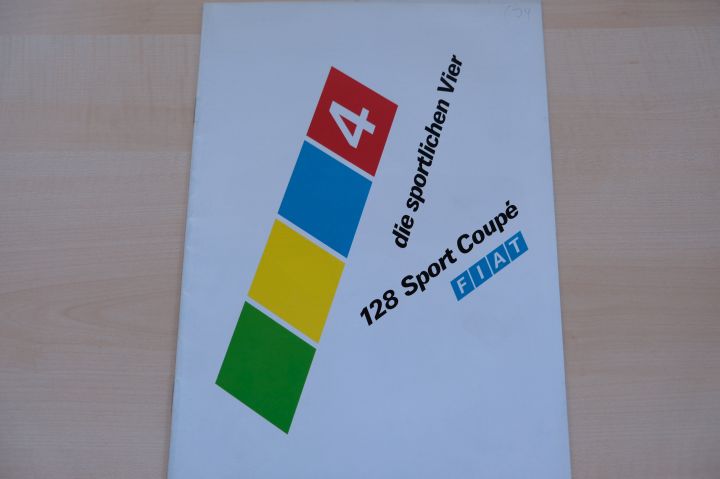 4
die sportlichen Vier
128 Sport Coupé
FIAT